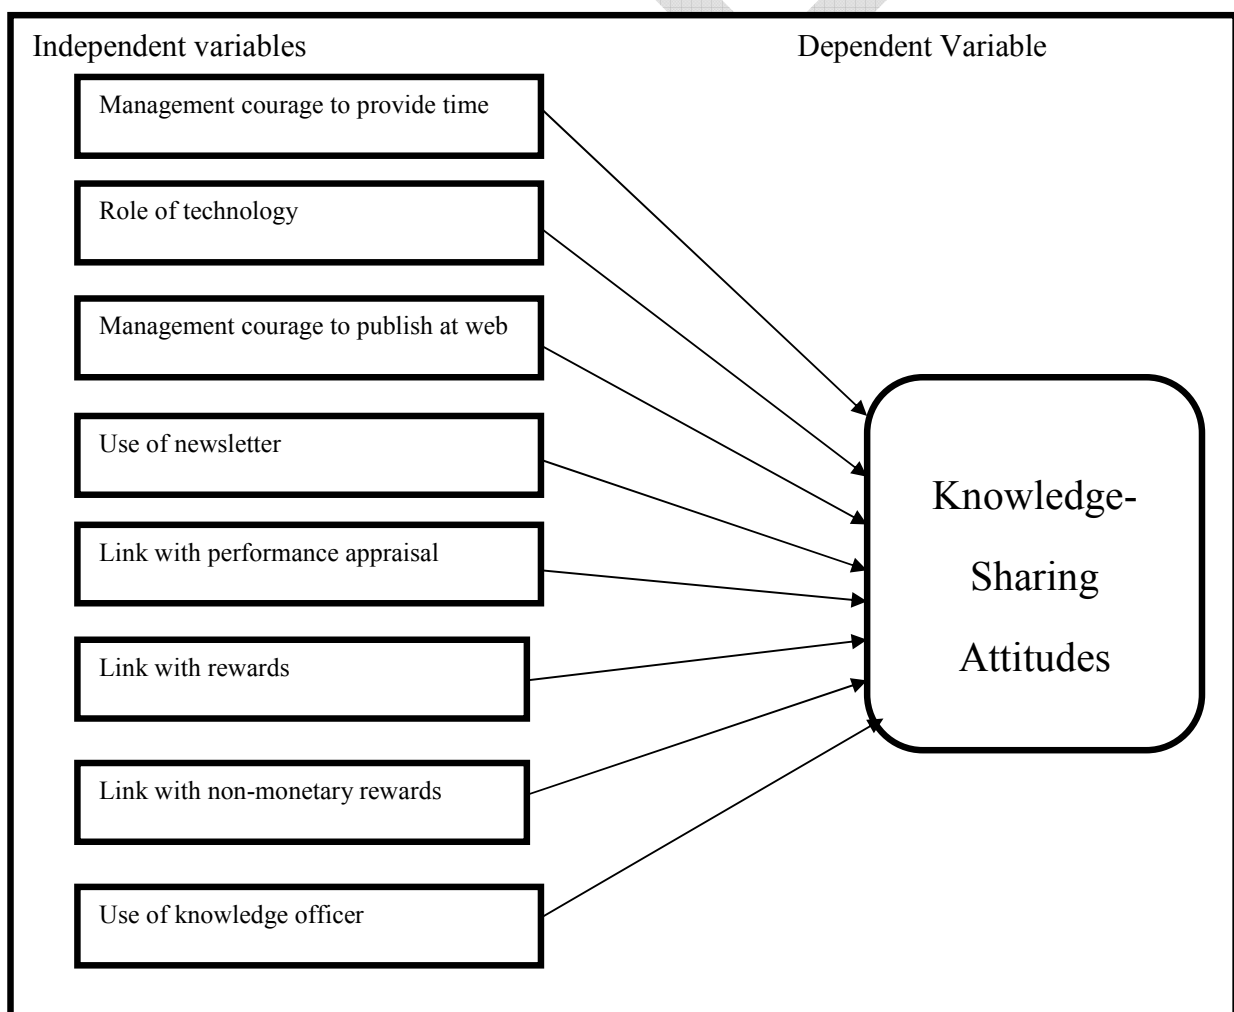 Independent variables
Dependent Variable
Management courage to provide time
Role of technology
Management courage to publish at web
Use of newsletter
Link with performance appraisal
Link with rewards
Link with non-monetary rewards
Use of knowledge officer
Knowledge-
Sharing
Attitudes